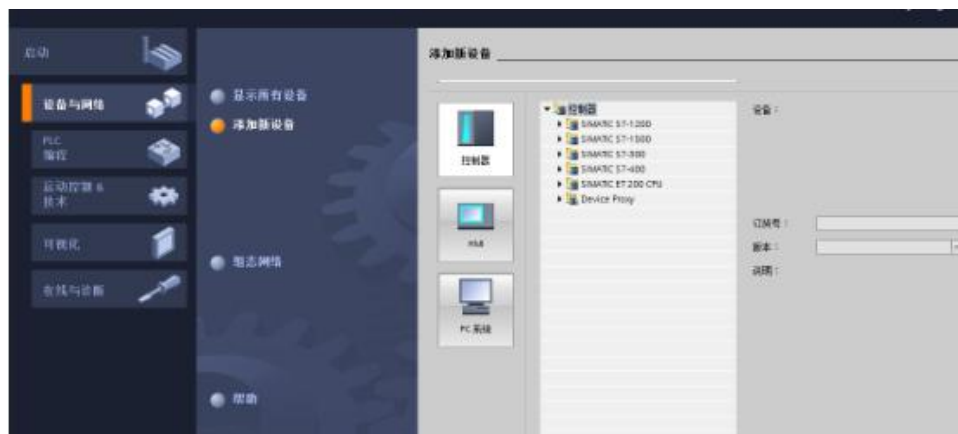 启动
设备与网络
PLC
编程
运动控制 &
技术
可视化
在线与诊断
显示所有设备
添加新设备
组态网络
帮助
添加新设备
控制器
HMI
PC 系统
控制器
SIMATIC S7-1200
SIMATIC S7-1500
SIMATIC S7-300
SIMATIC S7-400
SIMATIC ET 200 CPU
Device Proxy
设备：
订货号：
版本：
说明：